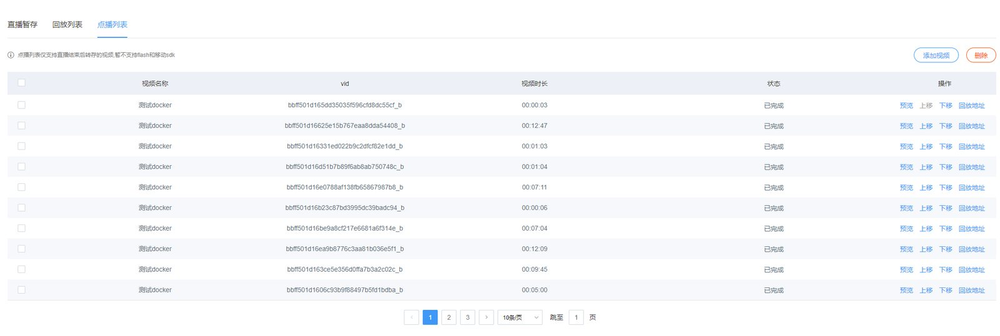 直播暂存 回放列表 点播列表
点播列表仅支持直播结束后转存的视频,暂不支持flash和移动sdk 添加视频 删除
视频名称 vid 视频时长 状态 操作
测试docker bbff501d165dd35035f596cfd8dc55cf_b 00:00:03 已完成 预览 上移 下移 回放地址
测试docker bbff501d16625e15b767eaa8dda54408_b 00:12:47 已完成 预览 上移 下移 回放地址
测试docker bbff501d16331ed022b9c2dfcf82e1dd_b 00:01:03 已完成 预览 上移 下移 回放地址
测试docker bbff501d16d51b7b89f6ab8ab750748c_b 00:01:04 已完成 预览 上移 下移 回放地址
测试docker bbff501d16e0788af138fb65867987b8_b 00:07:11 已完成 预览 上移 下移 回放地址
测试docker bbff501d16b23c87bd3995dc39badc94_b 00:00:06 已完成 预览 上移 下移 回放地址
测试docker bbff501d16be9a8cf217e6681a6f314e_b 00:07:04 已完成 预览 上移 下移 回放地址
测试docker bbff501d16ea9b8776c3aa81b036e5f1_b 00:12:09 已完成 预览 上移 下移 回放地址
测试docker bbff501d163ce5e356d0ffa7b3a2c02c_b 00:09:45 已完成 预览 上移 下移 回放地址
测试docker bbff501d1606c93b9f88497b5fd1bdba_b 00:05:00 已完成 预览 上移 下移 回放地址
1 2 3 10条/页 跳至 1 页